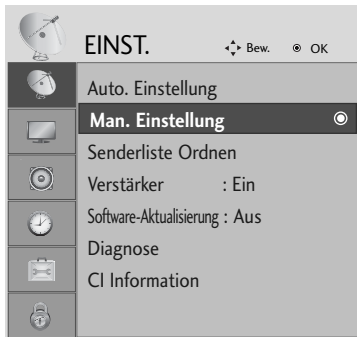 EINST. Bew. OK
Auto. Einstellung
Man. Einstellung
Senderliste Ordnen
Verstärker : Ein
Software-Aktualisierung : Aus
Diagnose
CI Information